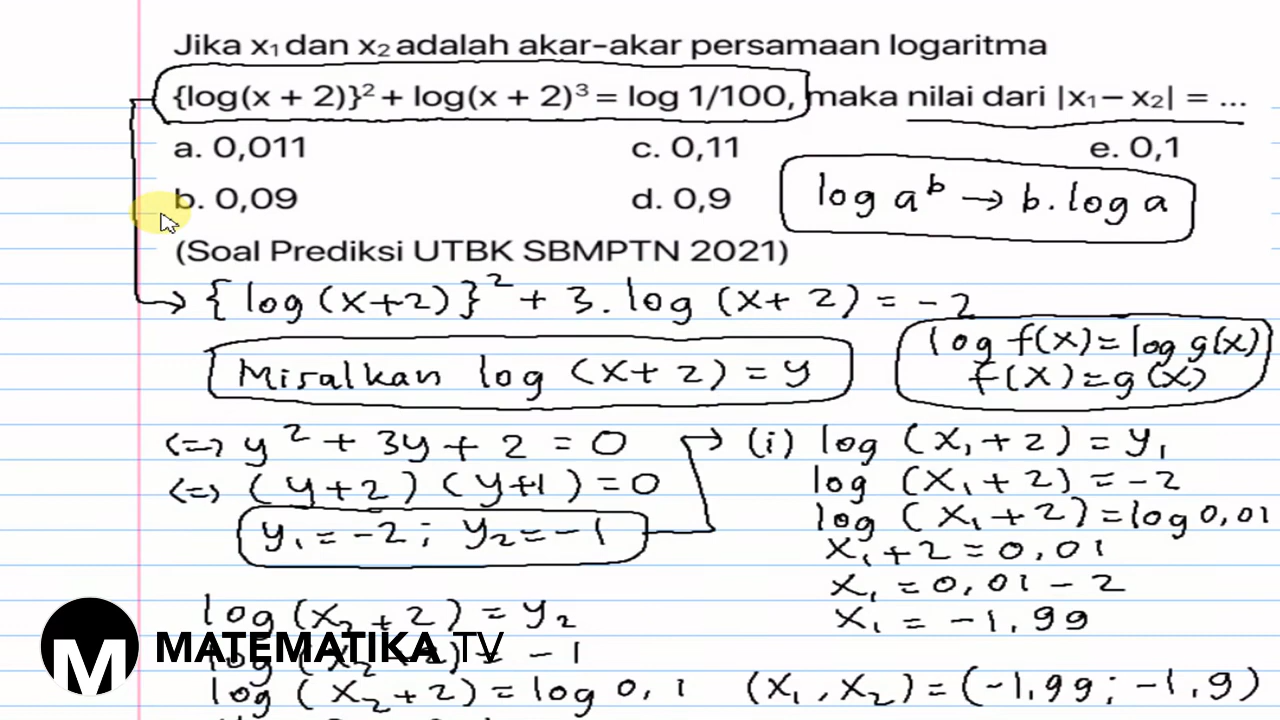 Jika x₁ dan x₂ adalah akar-akar persamaan logaritma
{log(x + 2)}² + log(x + 2)³ = log 1/100, maka nilai dari |x₁ – x₂| = ...
a. 0,011 c. 0,11 e. 0,1
b. 0,09 d. 0,9
log aᵇ → b. log a
(Soal Prediksi UTBK SBMPTN 2021)
→ {log (x+2)}² + 3. log (x+2) = -2
log f(x) = log g(x)
f(x) = g(x)
Misalkan log (x+2) = y
<=> y² + 3y + 2 = 0
<=> (y+2) (y+1) = 0
y₁ = -2 ; y₂ = -1
→ (i) log (x₁+2) = y₁
log (x₁+2) = -2
log (x₁+2) = log 0,01
x₁+2 = 0,01
x₁ = 0,01 - 2
x₁ = -1,99
log (x₂+2) = y₂
log (x₂+2) = -1
log (x₂+2) = log 0,1
(x₁, x₂) = (-1,99; -1,9)
M MATEMATIKA TV